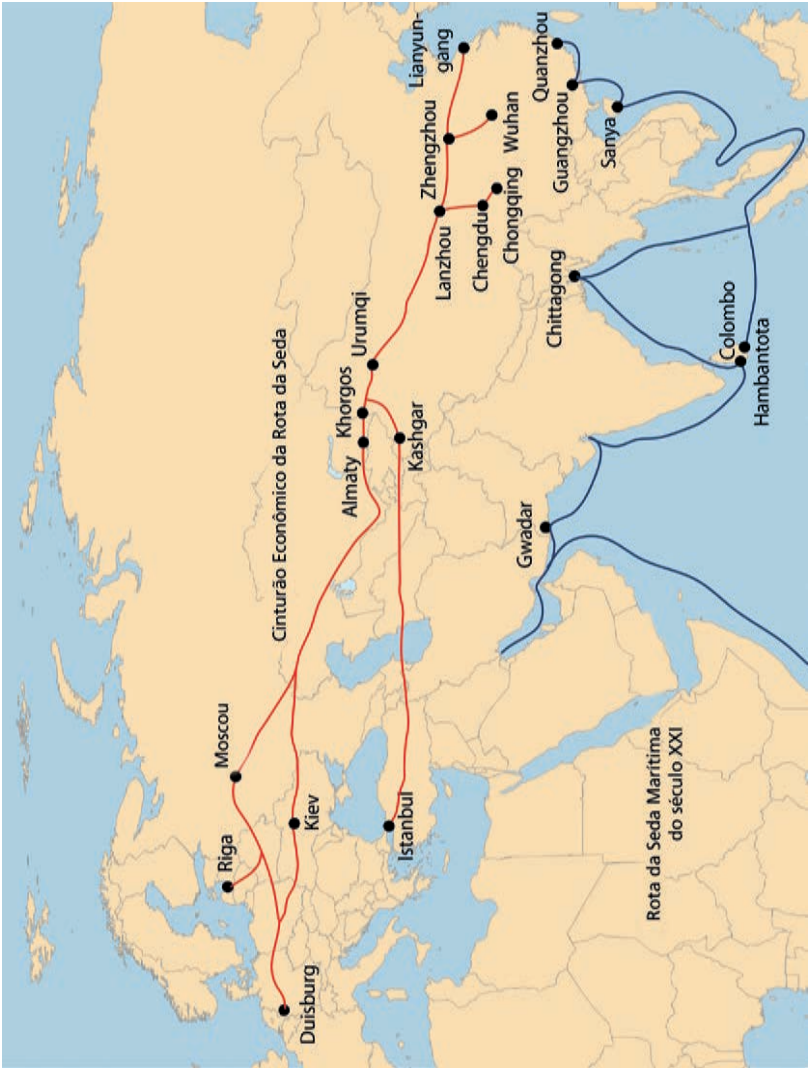 Cinturão Econômico da Rota da Seda
Moscou
Riga
Duisburg
Kiev
Istanbul
Almaty
Khorgos
Urumqi
Kashgar
Lanzhou
Zhengzhou
Lianyun-
gang
Chengdu
Chongqing
Wuhan
Quanzhou
Guangzhou
Sanya
Chittagong
Gwadar
Colombo
Hambantota
Rota da Seda Marítima
do século XXI